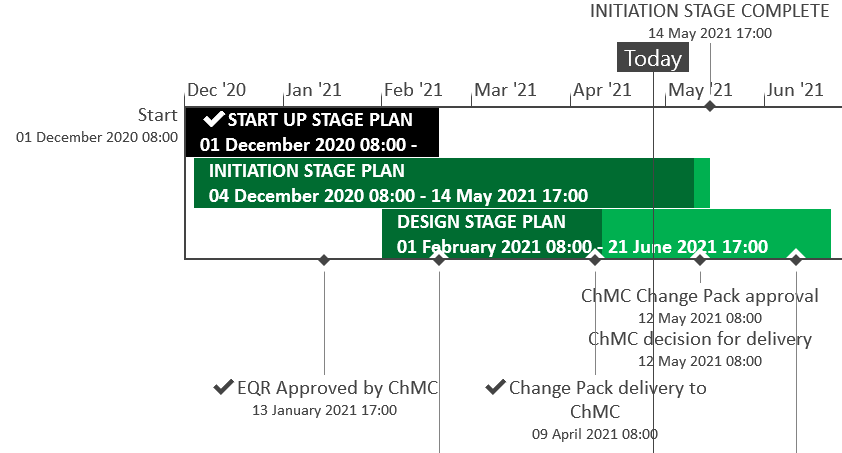 INITIATION STAGE COMPLETE
14 May 2021 17:00
Today
Dec '20 Jan '21 Feb '21 Mar '21 Apr '21 May '21 Jun '21
Start
01 December 2020 08:00
START UP STAGE PLAN
01 December 2020 08:00 -
INITIATION STAGE PLAN
04 December 2020 08:00 - 14 May 2021 17:00
DESIGN STAGE PLAN
01 February 2021 08:00 - 21 June 2021 17:00
ChMC Change Pack approval
12 May 2021 08:00
ChMC decision for delivery
12 May 2021 08:00
EQR Approved by ChMC
13 January 2021 17:00
Change Pack delivery to
ChMC
09 April 2021 08:00